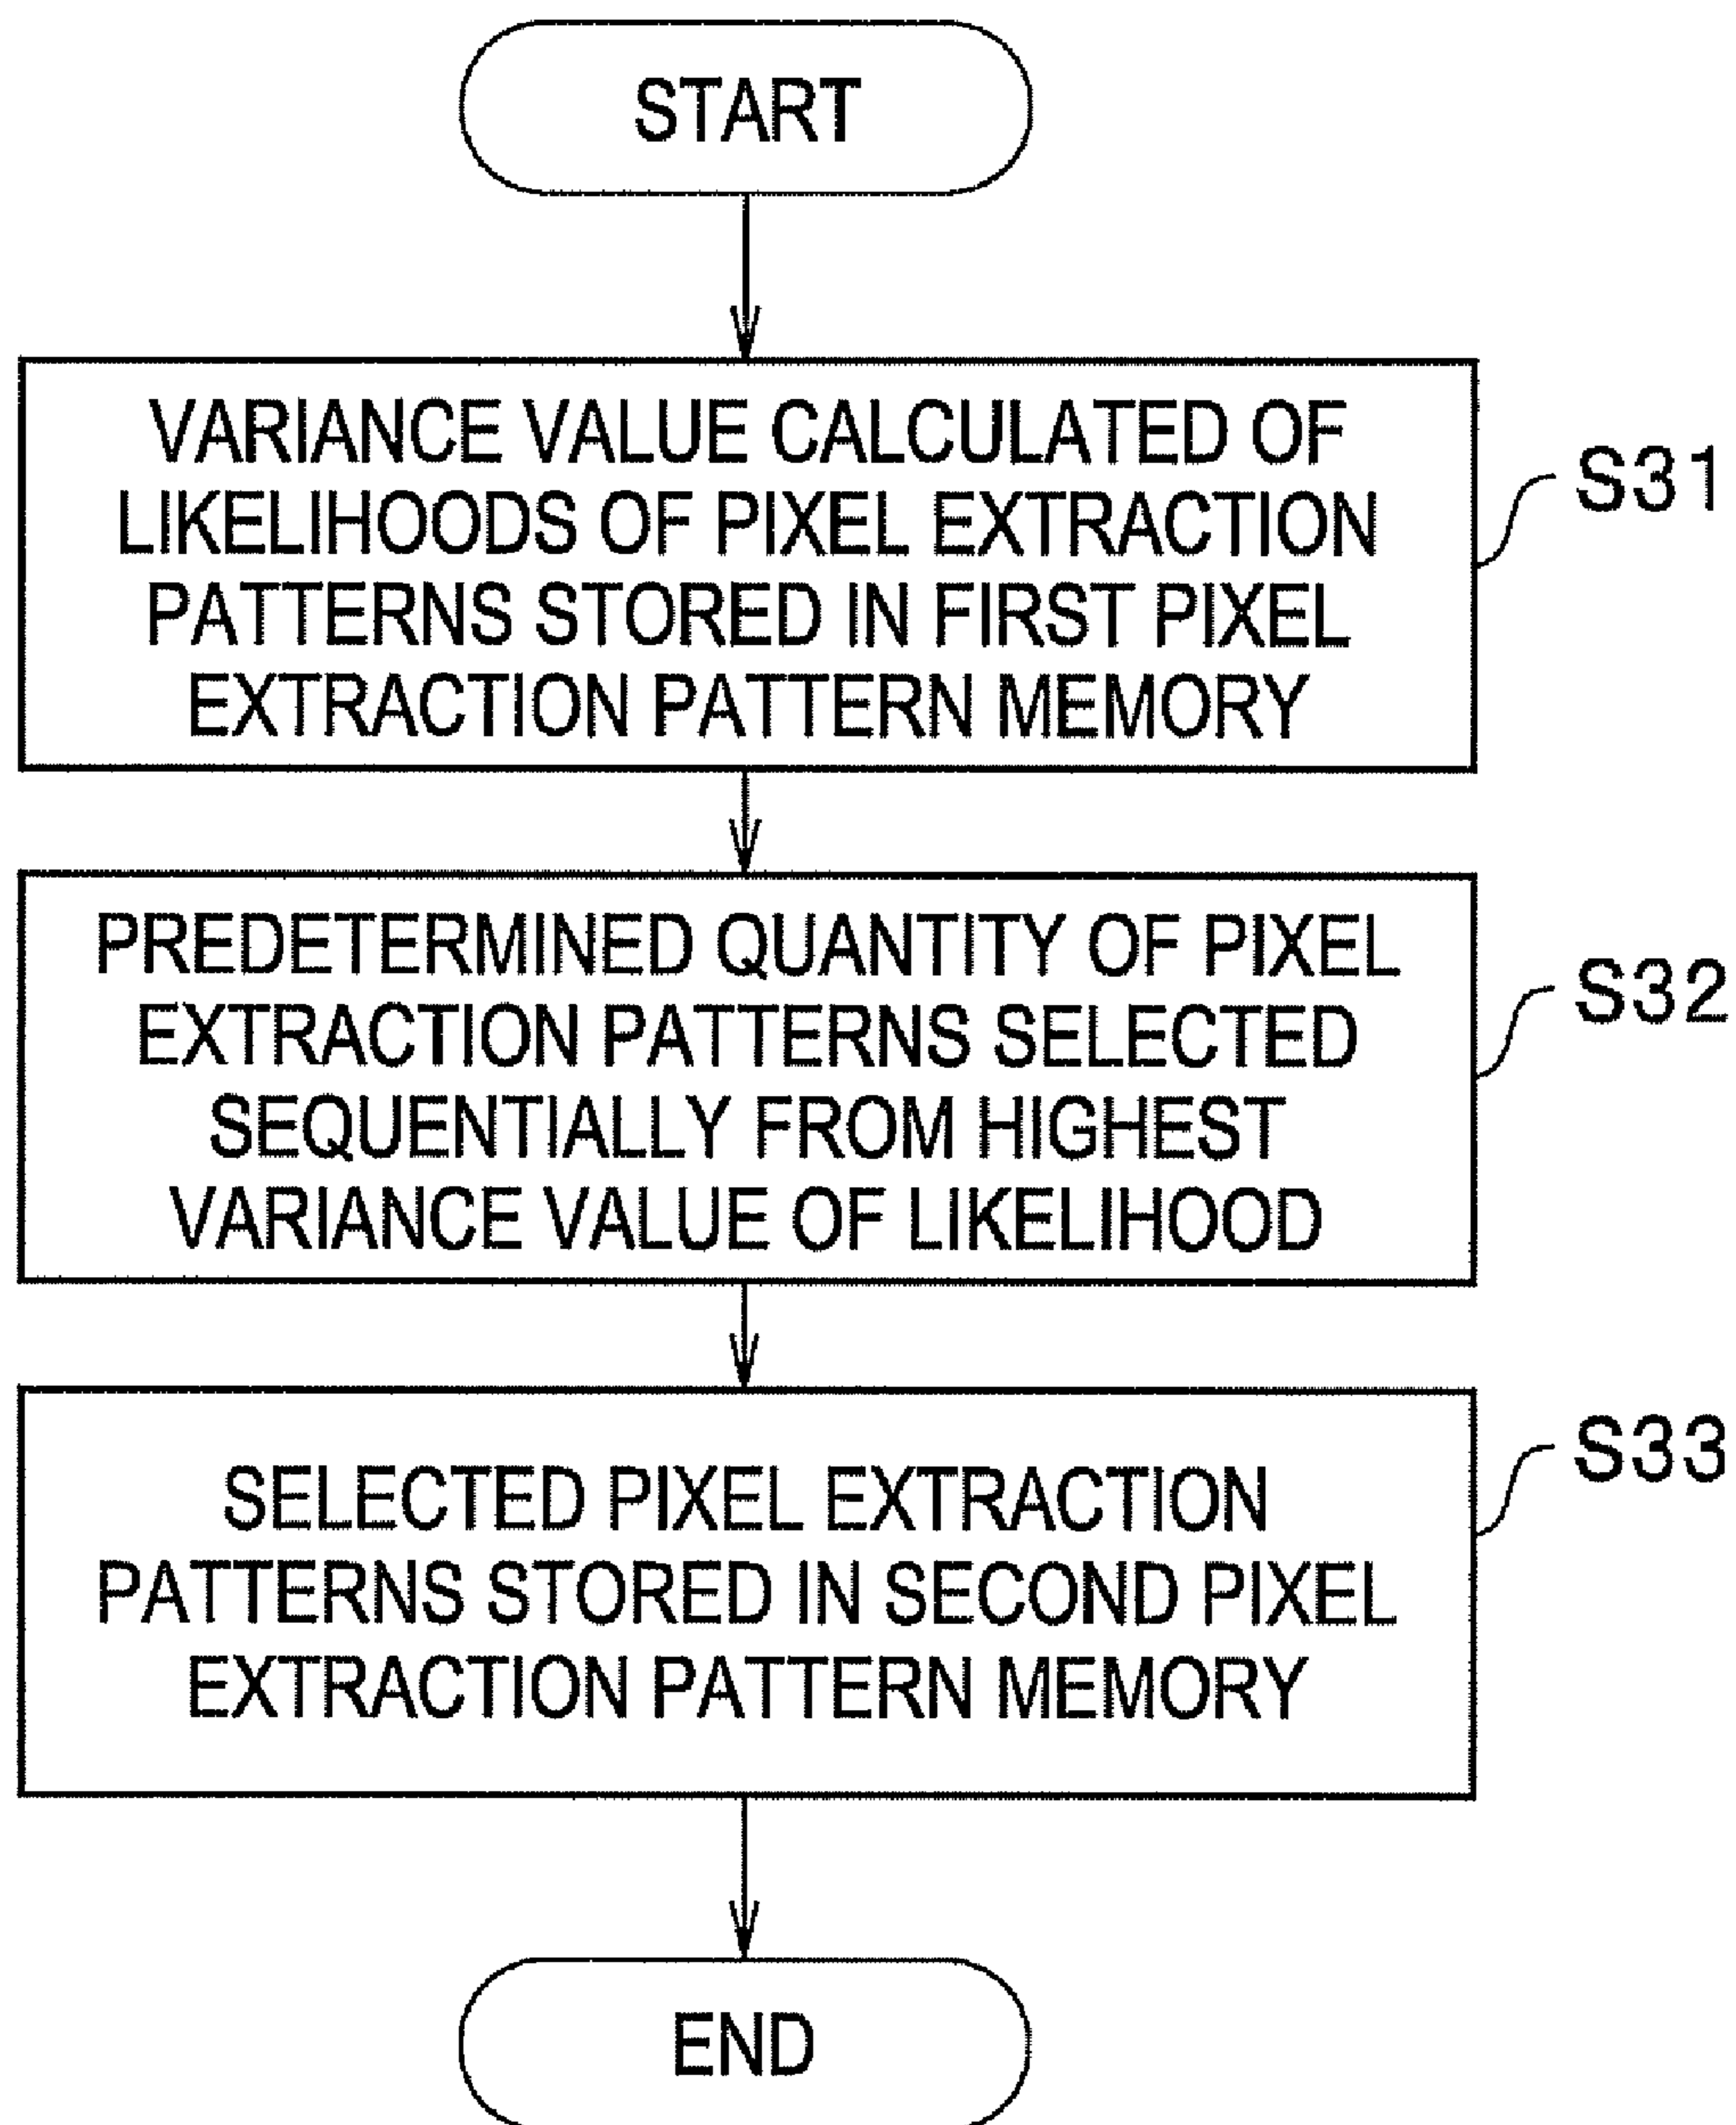 START
VARIANCE VALUE CALCULATED OF
LIKELIHOODS OF PIXEL EXTRACTION
PATTERNS STORED IN FIRST PIXEL
EXTRACTION PATTERN MEMORY
S31
PREDETERMINED QUANTITY OF PIXEL
EXTRACTION PATTERNS SELECTED
SEQUENTIALLY FROM HIGHEST
VARIANCE VALUE OF LIKELIHOOD
S32
SELECTED PIXEL EXTRACTION
PATTERNS STORED IN SECOND PIXEL
EXTRACTION PATTERN MEMORY
S33
END